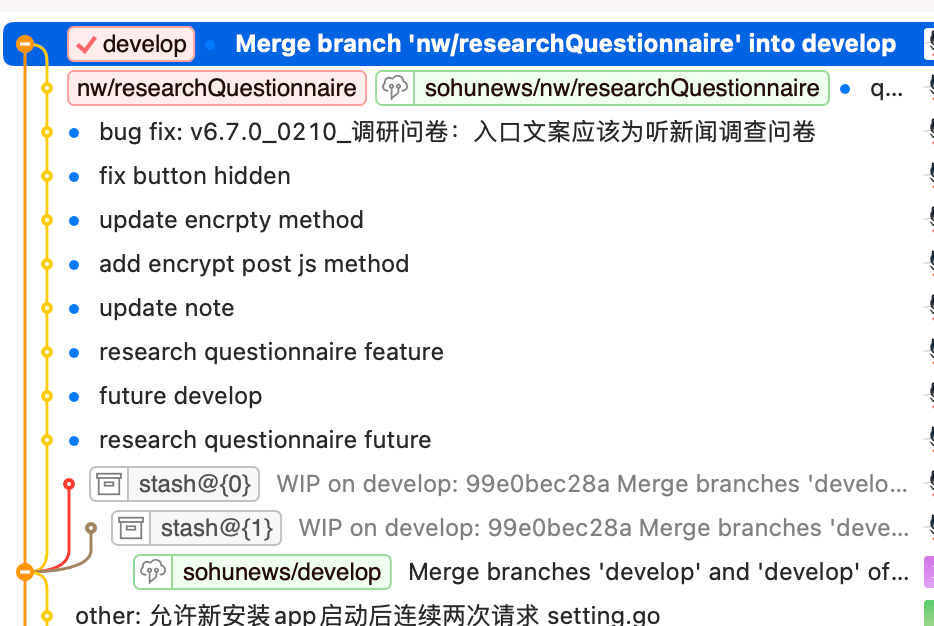 develop Merge branch 'nw/researchQuestionnaire' into develop
nw/researchQuestionnaire sohunews/nw/researchQuestionnaire q...
bug fix: v6.7.0_0210_调研问卷：入口文案应该为听新闻调查问卷
fix button hidden
update encrpty method
add encrypt post js method
update note
research questionnaire feature
future develop
research questionnaire future
stash@{0} WIP on develop: 99e0bec28a Merge branches 'develo...
stash@{1} WIP on develop: 99e0bec28a Merge branches 'deve...
sohunews/develop Merge branches 'develop' and 'develop' of...
other: 允许新安装app启动后连续两次请求 setting.go